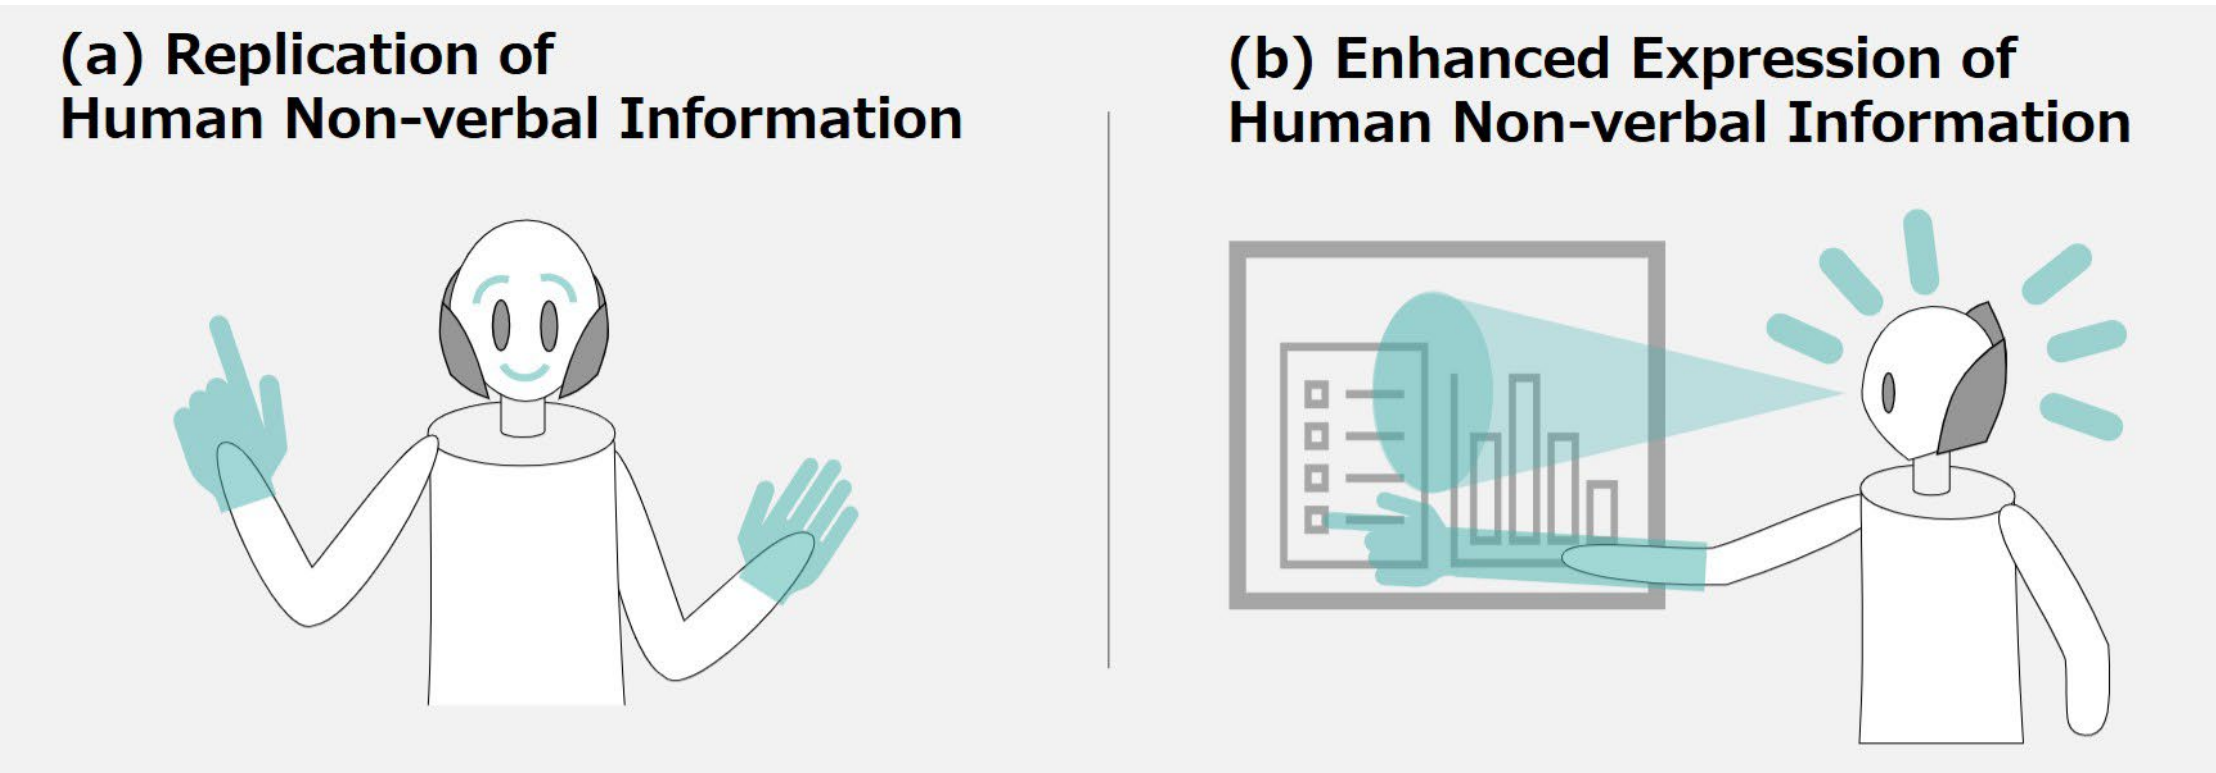 (a) Replication of
Human Non-verbal Information
(b) Enhanced Expression of
Human Non-verbal Information